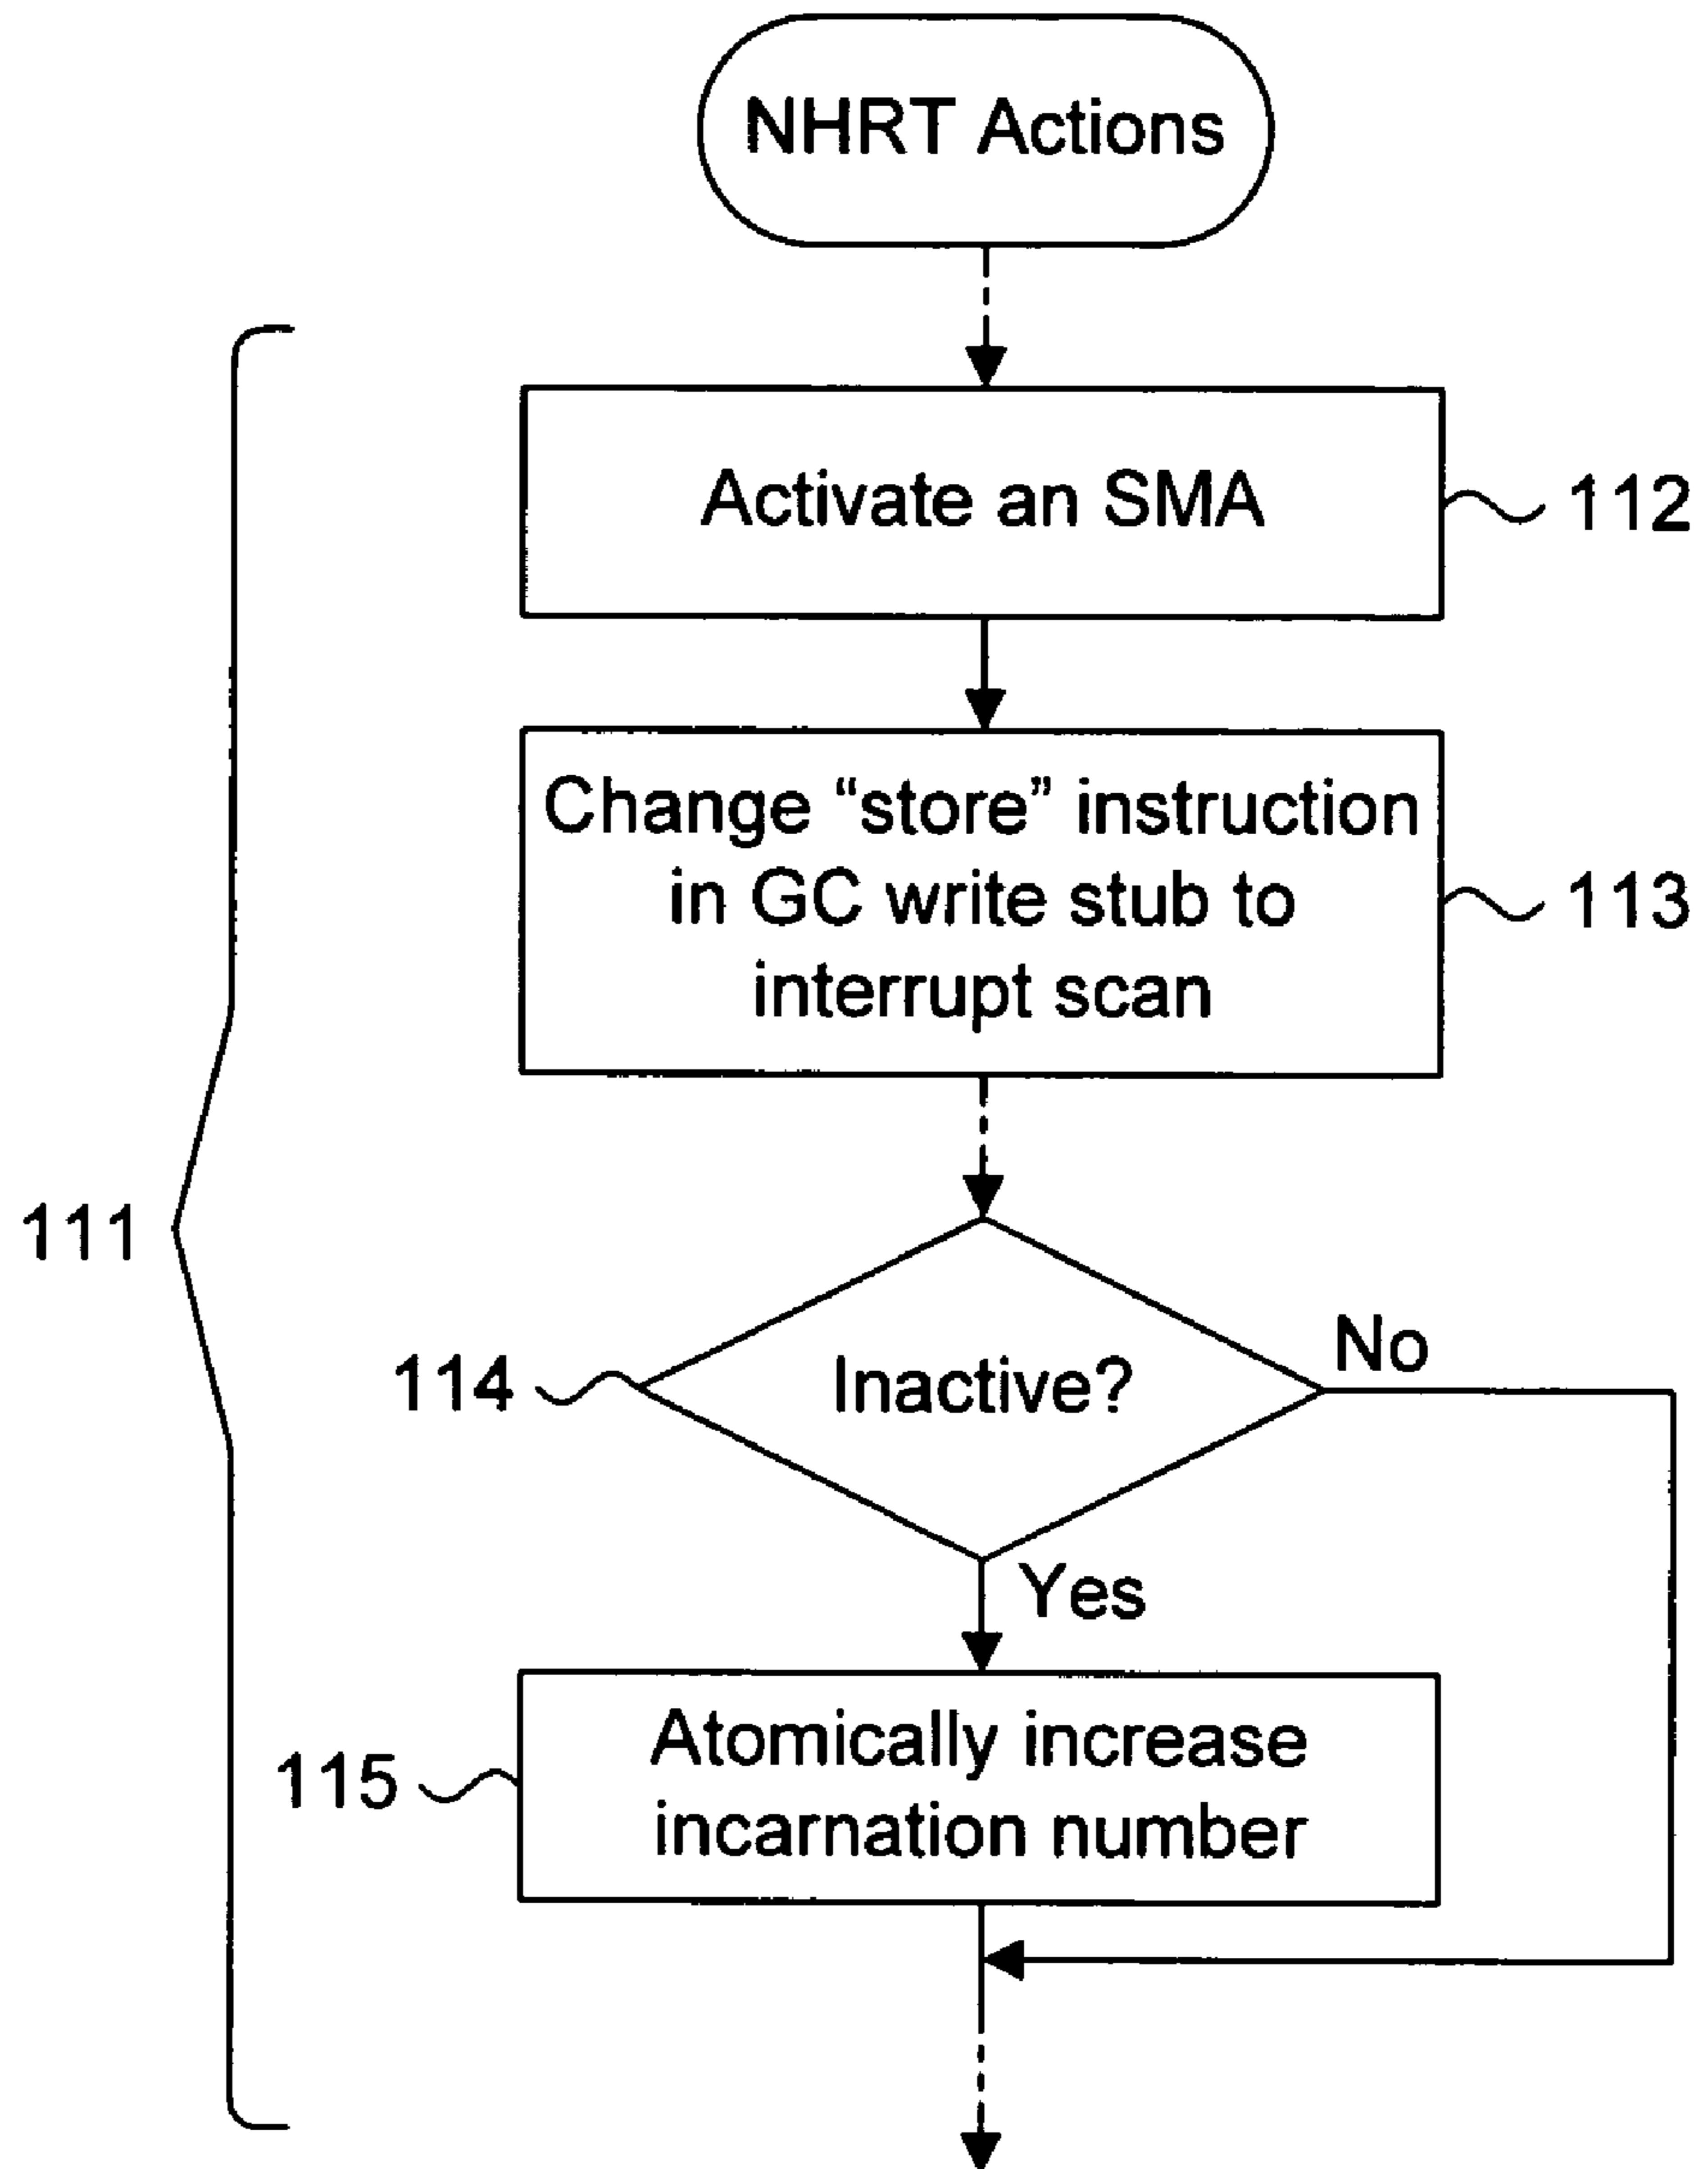 NHRT Actions
Activate an SMA
112
Change “store” instruction
in GC write stub to
interrupt scan
113
111
114
Inactive?
No
Yes
115
Atomically increase
incarnation number